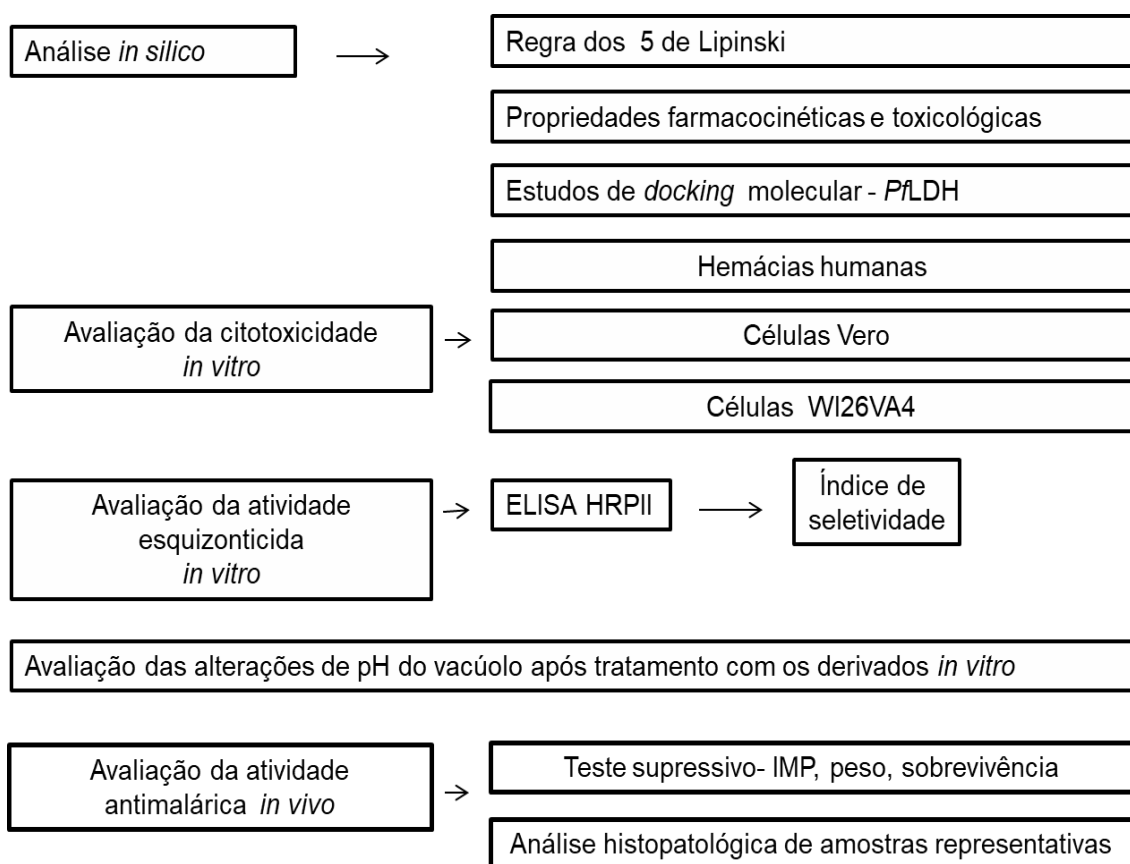 Análise in silico
Regra dos 5 de Lipinski
Propriedades farmacocinéticas e toxicológicas
Estudos de docking molecular - PfLDH
Avaliação da citotoxicidade
in vitro
Hemácias humanas
Células Vero
Células WI26VA4
Avaliação da atividade
esquizonticida
in vitro
ELISA HRPII
Índice de
seletividade
Avaliação das alterações de pH do vacúolo após tratamento com os derivados in vitro
Avaliação da atividade
antimalárica in vivo
Teste supressivo- IMP, peso, sobrevivência
Análise histopatológica de amostras representativas